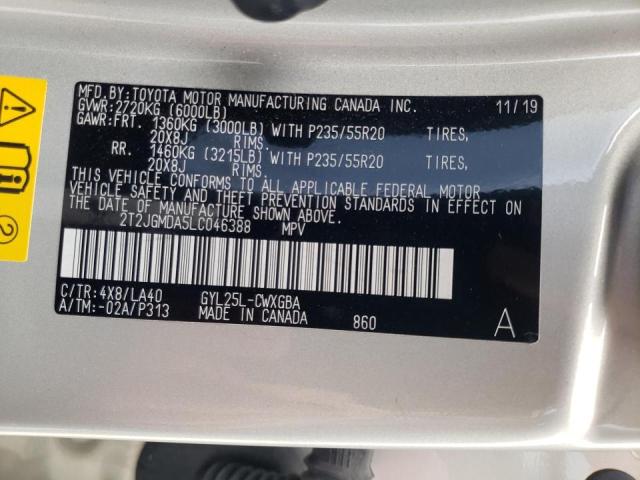 MFD.BY:TOYOTA MOTOR MANUFACTURING CANADA INC. 11/19
GVWR:2720KG (6000LB)
GAWR:FRT. 1360KG (3000LB) WITH P235/55R20 TIRES,
20X8J RIMS.
RR. 1460KG (3215LB) WITH P235/55R20 TIRES,
20X8J RIMS.
THIS VEHICLE CONFORMS TO ALL APPLICABLE FEDERAL MOTOR
VEHICLE SAFETY AND THEFT PREVENTION STANDARDS IN EFFECT ON
THE DATE OF MANUFACTURE SHOWN ABOVE.
2T2JGMDA5LC046388 MPV
C/TR:4X8/LA40 GYL25L-CWXGBA
A/TM:-02A/P313 MADE IN CANADA 860 A
2